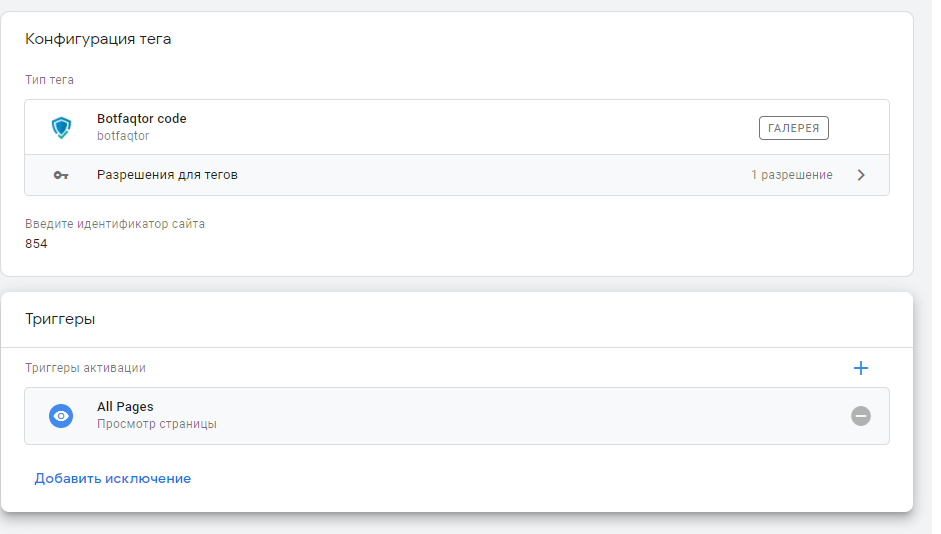 Конфигурация тега
Тип тега
Botfaqtor code
botfaqtor
ГАЛЕРЕЯ
Разрешения для тегов
1 разрешение
Введите идентификатор сайта
854
Триггеры
Триггеры активации
All Pages
Просмотр страницы
Добавить исключение